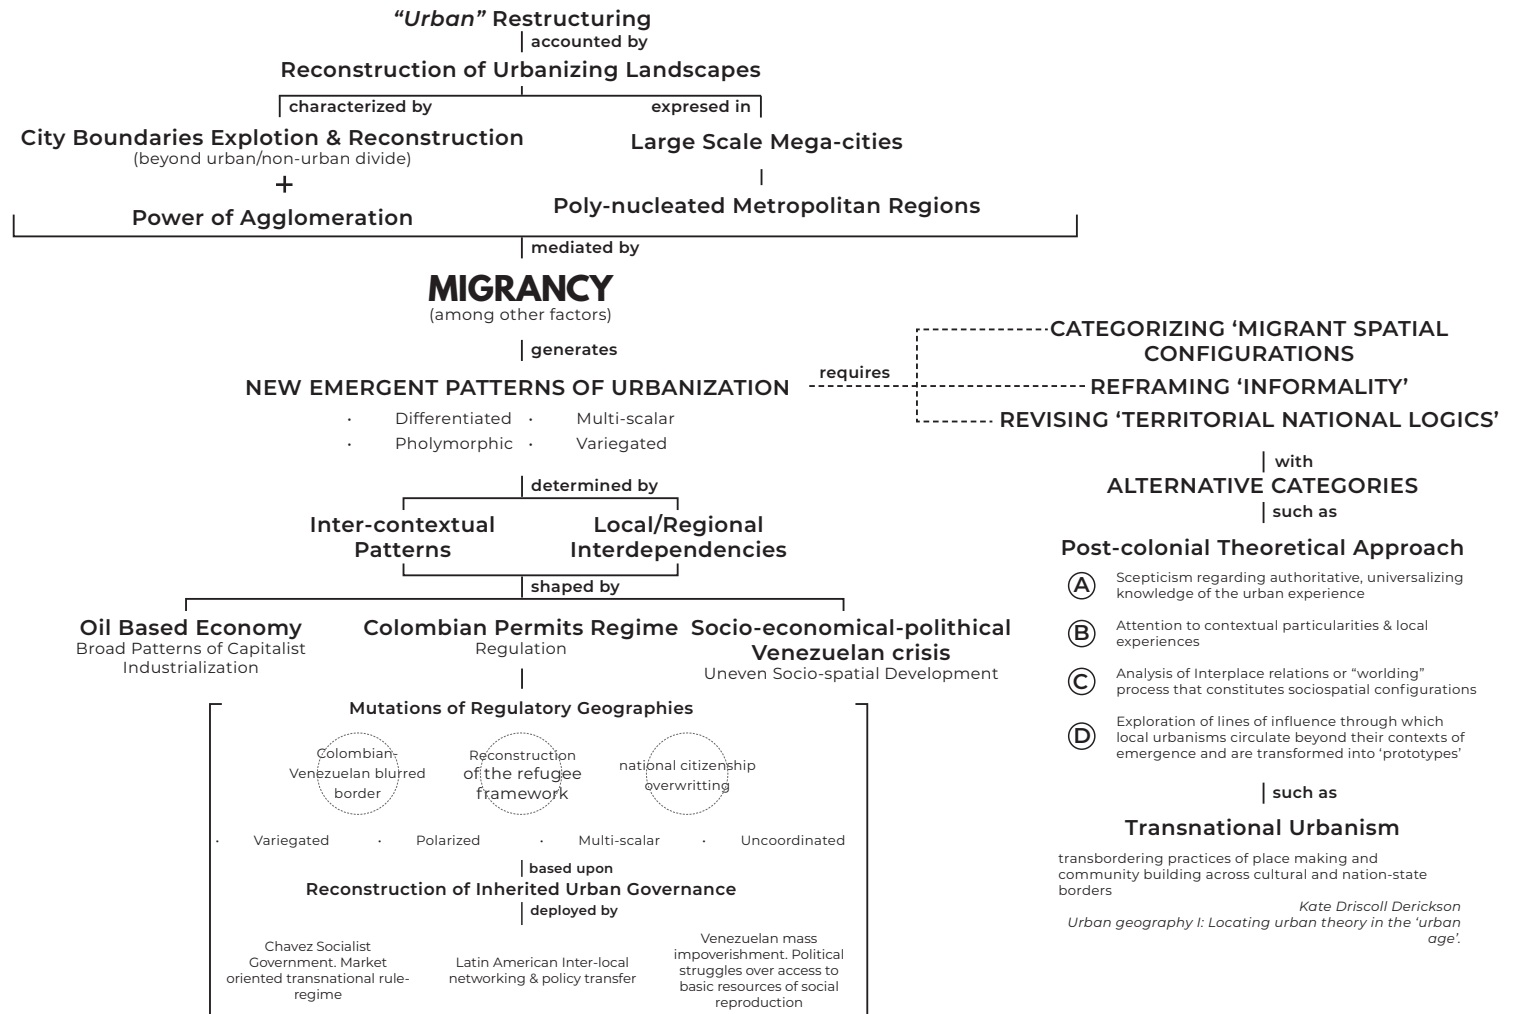 “Urban” Restructuring
accounted by
Reconstruction of Urbanizing Landscapes
characterized by
expresed in
City Boundaries Explotion & Reconstruction
(beyond urban/non-urban divide)
+
Power of Agglomeration
Large Scale Mega-cities
Poly-nucleated Metropolitan Regions
mediated by
MIGRANCY
(among other factors)
generates
NEW EMERGENT PATTERNS OF URBANIZATION
· Differentiated · Multi-scalar
· Pholymorphic · Variegated
determined by
Inter-contextual
Patterns
Local/Regional
Interdependencies
shaped by
Oil Based Economy
Broad Patterns of Capitalist
Industrialization
Colombian Permits Regime
Regulation
Socio-economical-polithical
Venezuelan crisis
Uneven Socio-spatial Development
Mutations of Regulatory Geographies
Colombian-
Venezuelan blurred
border
Reconstruction
of the refugee
framework
national citizenship
overwritting
· Variegated · Polarized · Multi-scalar · Uncoordinated
based upon
Reconstruction of Inherited Urban Governance
deployed by
Chavez Socialist
Government. Market
oriented transnational rule-
regime
Latin American Inter-local
networking & policy transfer
Venezuelan mass
impoverishment. Political
struggles over access to
basic resources of social
reproduction
requires
CATEGORIZING ‘MIGRANT SPATIAL
CONFIGURATIONS
REFRAMING ‘INFORMALITY’
REVISING ‘TERRITORIAL NATIONAL LOGICS’
with
ALTERNATIVE CATEGORIES
such as
Post-colonial Theoretical Approach
A
Scepticism regarding authoritative, universalizing
knowledge of the urban experience
B
Attention to contextual particularities & local
experiences
C
Analysis of Interplace relations or “worlding”
process that constitutes sociospatial configurations
D
Exploration of lines of influence through which
local urbanisms circulate beyond their contexts of
emergence and are transformed into ‘prototypes’
such as
Transnational Urbanism
transbordering practices of place making and
community building across cultural and nation-state
borders
Kate Driscoll Derickson
Urban geography I: Locating urban theory in the ‘urban
age’.